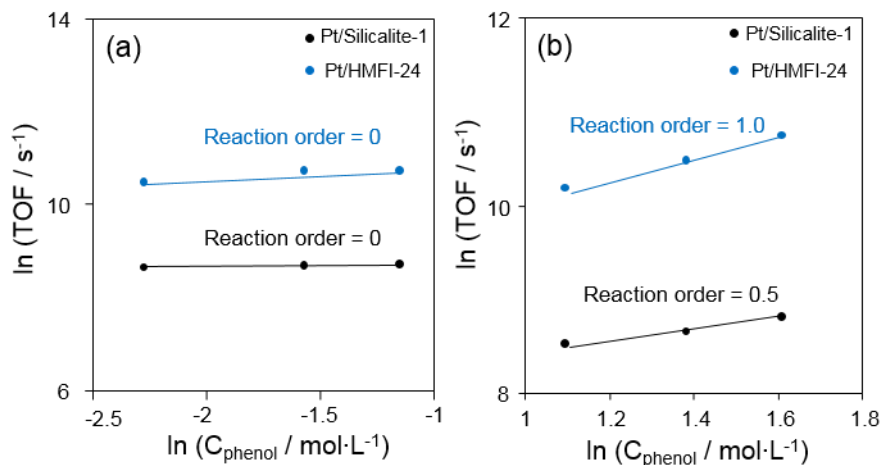 (a)
Pt/Silicalite-1
Pt/HMFI-24
Reaction order = 0
Reaction order = 0
ln (TOF / s⁻¹)
14
10
6
-2.5
-2
-1.5
-1
ln (C_phenol / mol·L⁻¹)
(b)
Pt/Silicalite-1
Pt/HMFI-24
Reaction order = 1.0
Reaction order = 0.5
ln (TOF / s⁻¹)
12
10
8
1
1.2
1.4
1.6
1.8
ln (C_phenol / mol·L⁻¹)